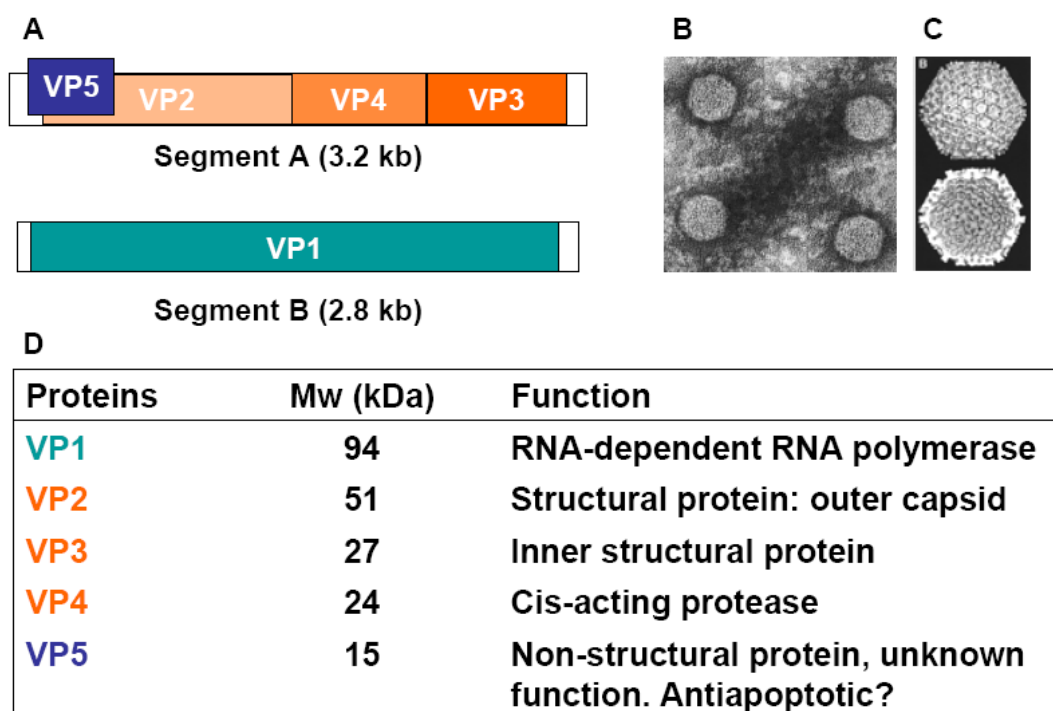 A
B
C
VP5
VP2
VP4
VP3
Segment A (3.2 kb)
VP1
Segment B (2.8 kb)
B
D
Proteins Mw (kDa) Function
VP1 94 RNA-dependent RNA polymerase
VP2 51 Structural protein: outer capsid
VP3 27 Inner structural protein
VP4 24 Cis-acting protease
VP5 15 Non-structural protein, unknown
function. Antiapoptotic?